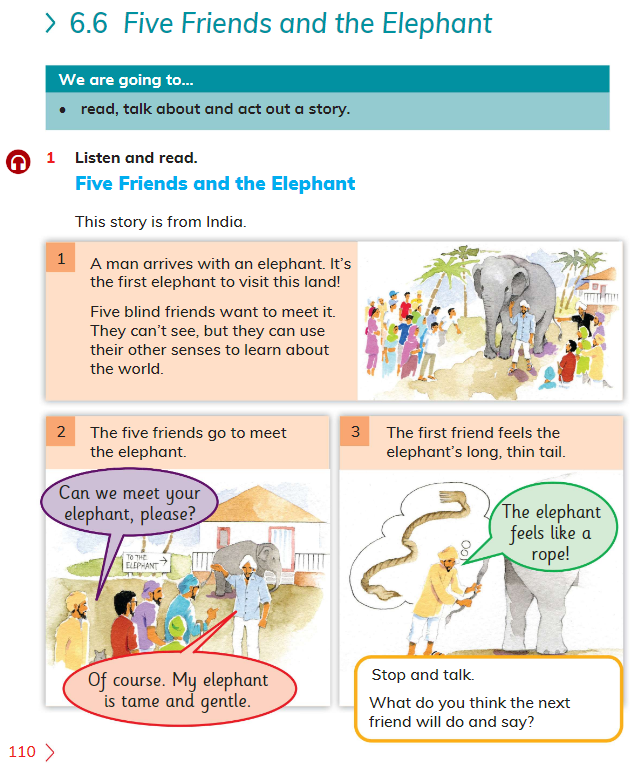 > 6.6 Five Friends and the Elephant
We are going to...
• read, talk about and act out a story.
1 Listen and read.
Five Friends and the Elephant
This story is from India.
1
A man arrives with an elephant. It's
the first elephant to visit this land!
Five blind friends want to meet it.
They can't see, but they can use
their other senses to learn about
the world.
2 The five friends go to meet
the elephant.
Can we meet your
elephant, please?
TO THE
ELEPHANT
Of course. My elephant
is tame and gentle.
3 The first friend feels the
elephant's long, thin tail.
The elephant
feels like a
rope!
Stop and talk.
What do you think the next
friend will do and say?
110 >